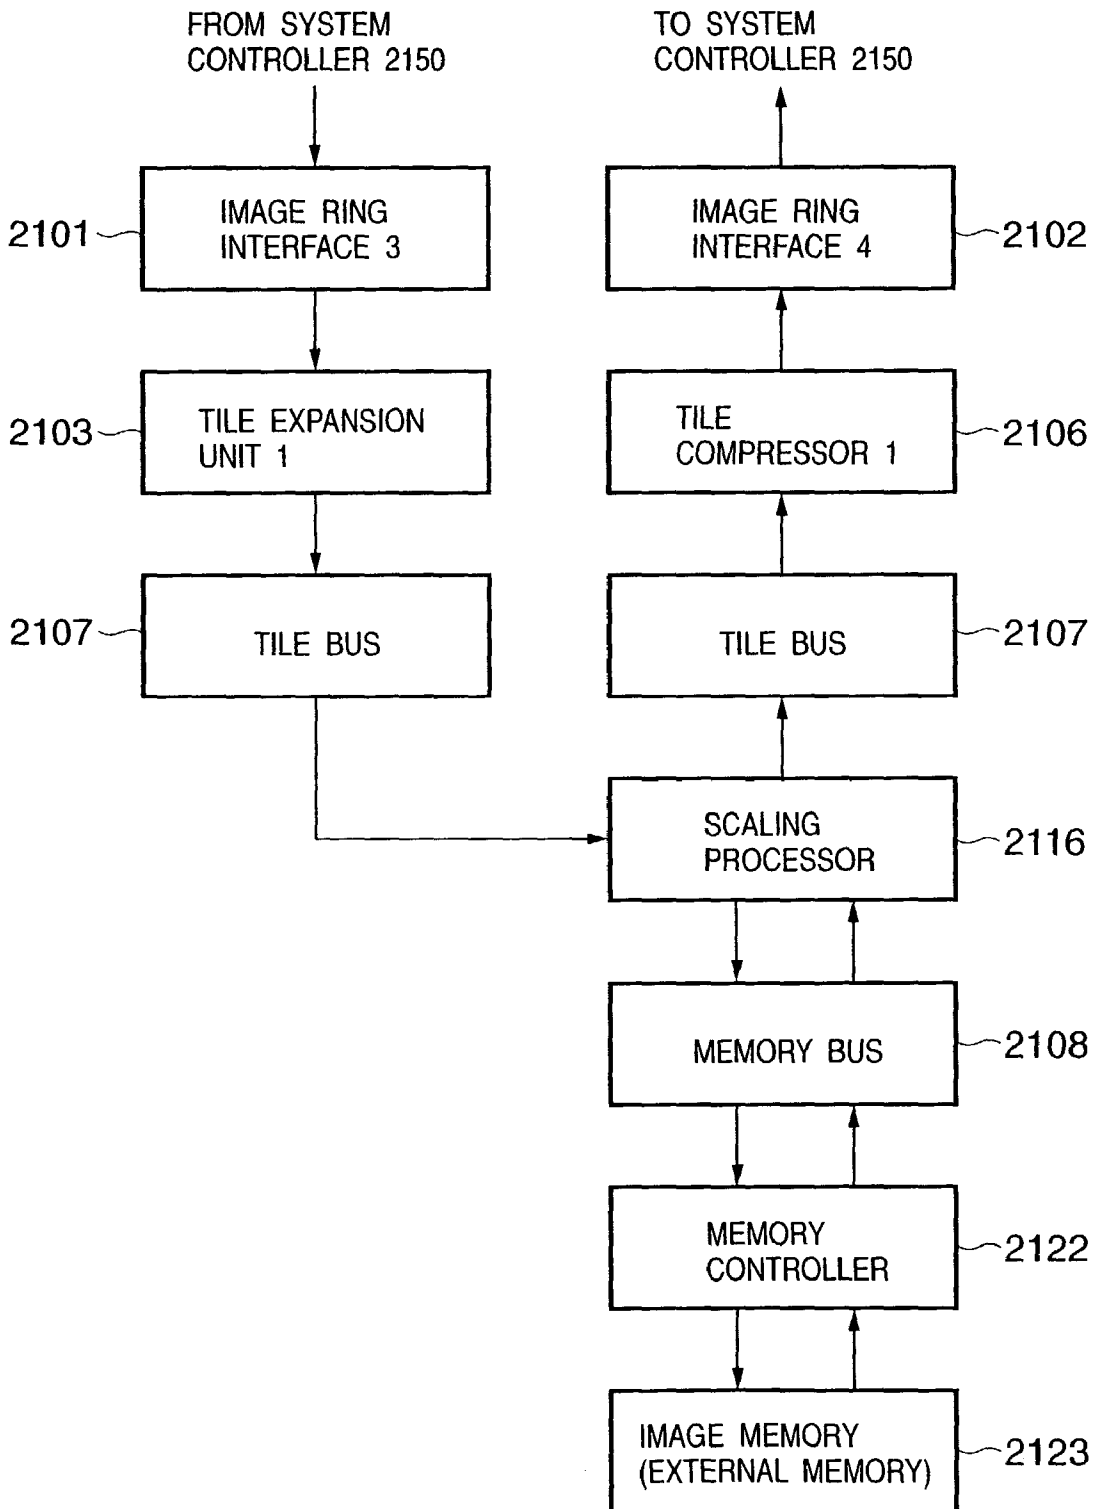 FROM SYSTEM
CONTROLLER 2150
TO SYSTEM
CONTROLLER 2150
2101
IMAGE RING
INTERFACE 3
IMAGE RING
INTERFACE 4
2102
2103
TILE EXPANSION
UNIT 1
TILE
COMPRESSOR 1
2106
2107
TILE BUS
TILE BUS
2107
SCALING
PROCESSOR
2116
MEMORY BUS
2108
MEMORY
CONTROLLER
2122
IMAGE MEMORY
(EXTERNAL MEMORY)
2123